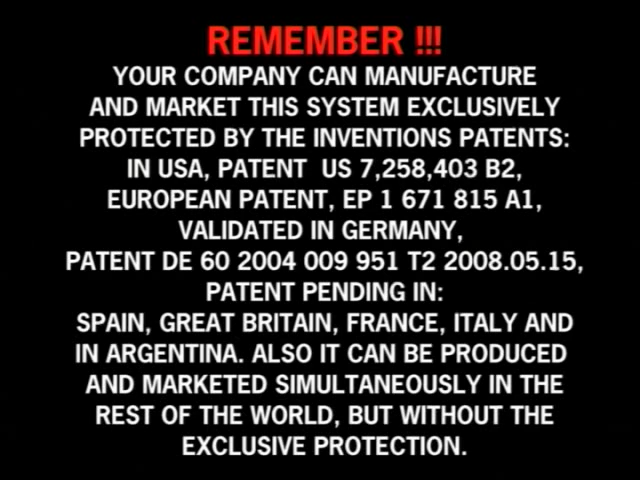 REMEMBER !!!
YOUR COMPANY CAN MANUFACTURE
AND MARKET THIS SYSTEM EXCLUSIVELY
PROTECTED BY THE INVENTIONS PATENTS:
IN USA, PATENT  US 7,258,403 B2,
EUROPEAN PATENT, EP 1 671 815 A1,
VALIDATED IN GERMANY,
PATENT DE 60 2004 009 951 T2 2008.05.15,
PATENT PENDING IN:
SPAIN, GREAT BRITAIN, FRANCE, ITALY AND
IN ARGENTINA. ALSO IT CAN BE PRODUCED
AND MARKETED SIMULTANEOUSLY IN THE
REST OF THE WORLD, BUT WITHOUT THE
EXCLUSIVE PROTECTION.